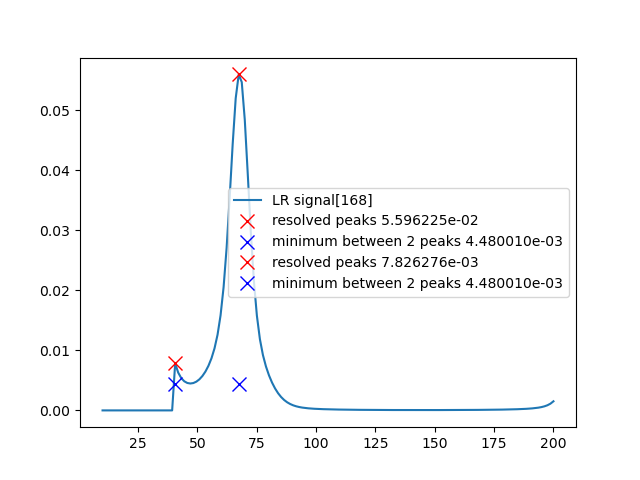 0.05
0.04
0.03
0.02
0.01
0.00
LR signal[168]
resolved peaks 5.596225e-02
minimum between 2 peaks 4.480010e-03
resolved peaks 7.826276e-03
minimum between 2 peaks 4.480010e-03
25 50 75 100 125 150 175 200